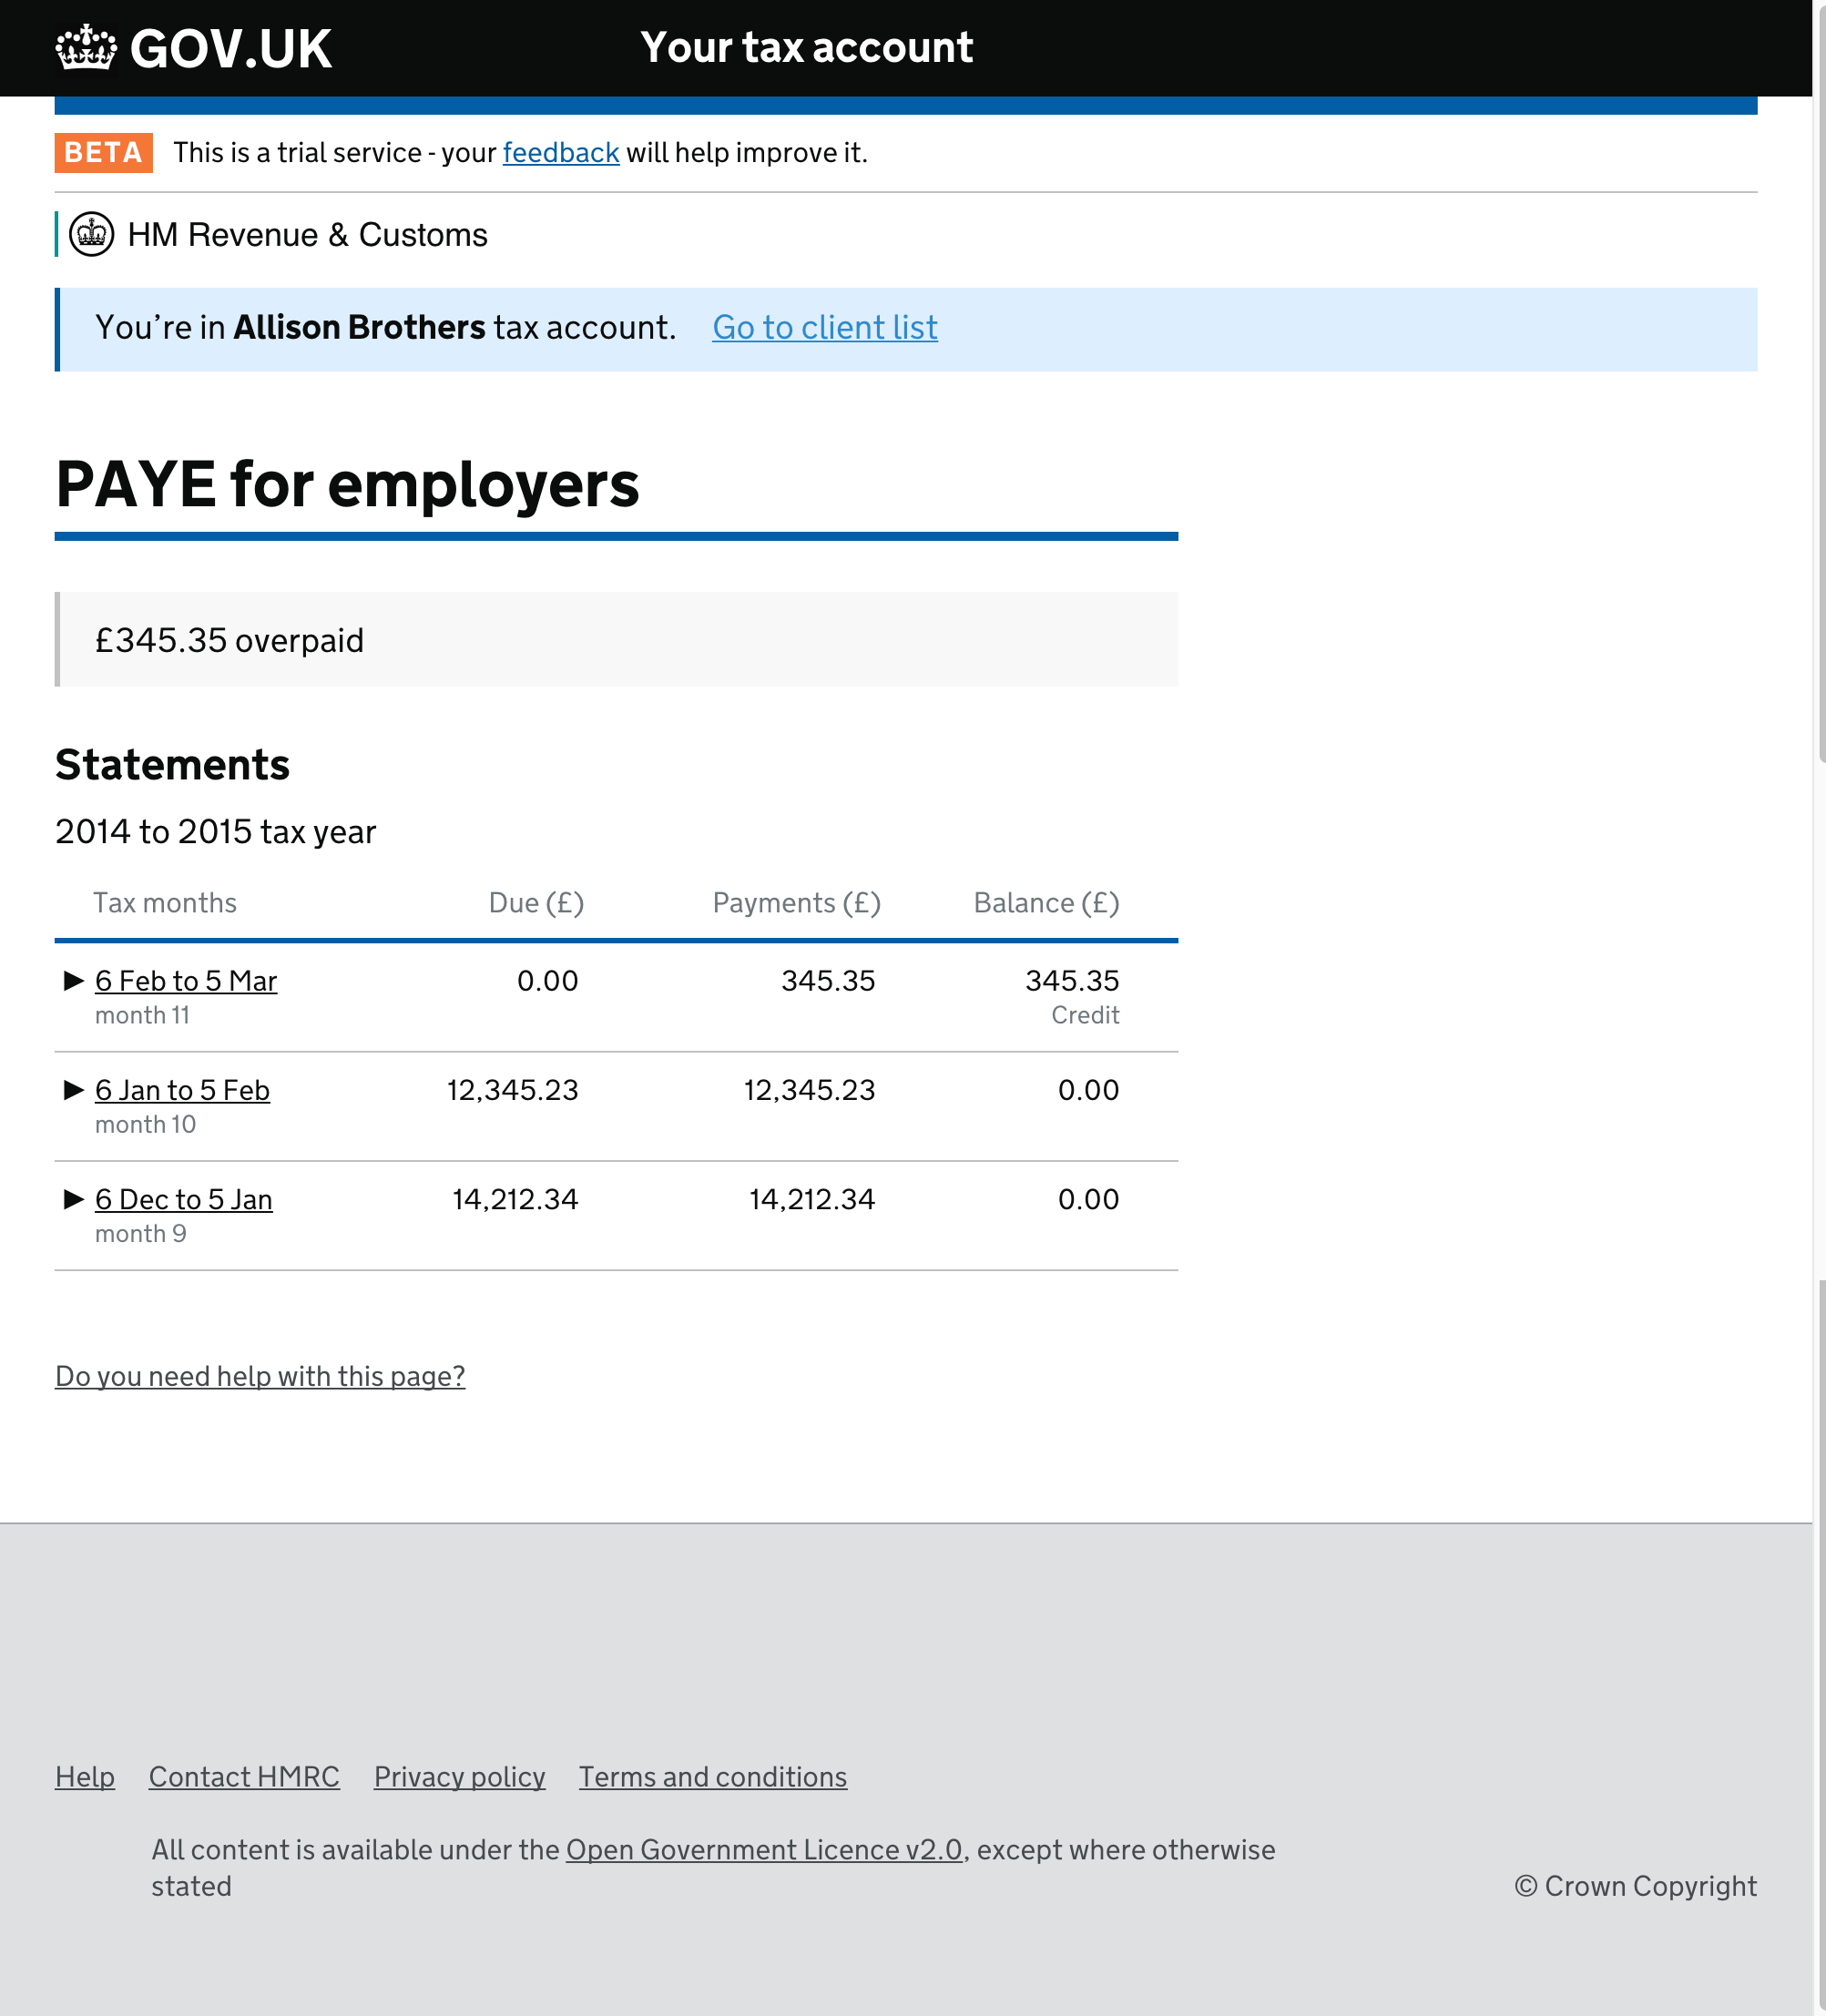 GOV.UK Your tax account
BETA This is a trial service - your feedback will help improve it.
HM Revenue & Customs
You’re in Allison Brothers tax account. Go to client list
PAYE for employers
£345.35 overpaid
Statements
2014 to 2015 tax year
Tax months Due (£) Payments (£) Balance (£)
6 Feb to 5 Mar 0.00 345.35 345.35
month 11 Credit
6 Jan to 5 Feb 12,345.23 12,345.23 0.00
month 10
6 Dec to 5 Jan 14,212.34 14,212.34 0.00
month 9
Do you need help with this page?
Help Contact HMRC Privacy policy Terms and conditions
All content is available under the Open Government Licence v2.0, except where otherwise
stated
© Crown Copyright